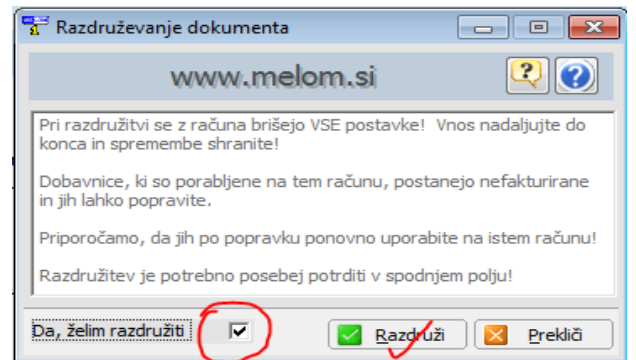 Razdruževanje dokumenta
www.melom.si
Pri razdružitvi se z računa brišejo VSE postavke! Vnos nadaljujte do
konca in spremembe shranite!
Dobavnice, ki so porabljene na tem računu, postanejo nefakturirane
in jih lahko popravite.
Priporočamo, da jih po popravku ponovno uporabite na istem računu!
Razdružitev je potrebno posebej potrditi v spodnjem polju!
Da, želim razdružiti
Razdruži
Prekliči